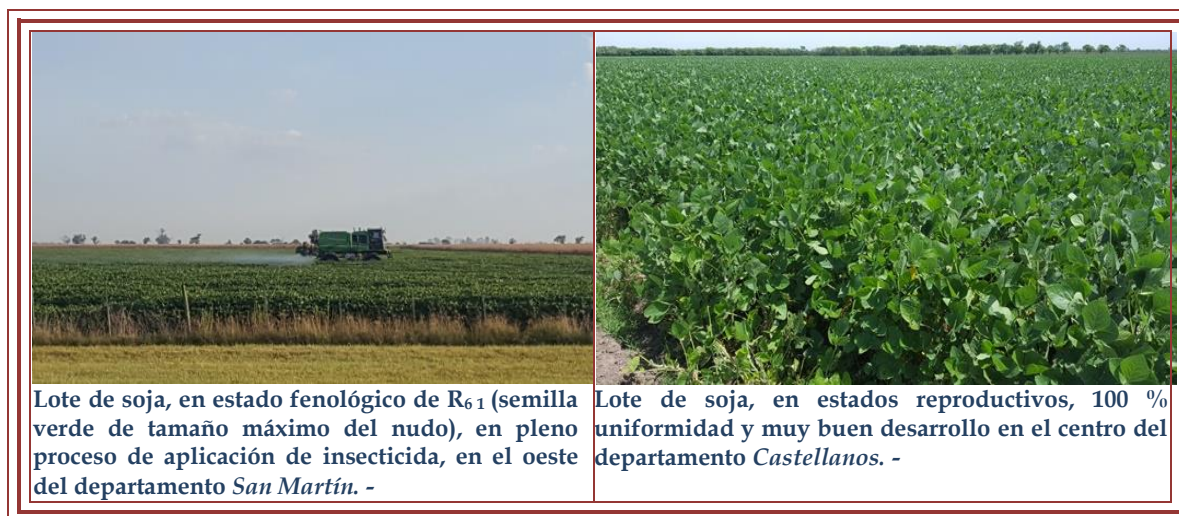 Lote de soja, en estado fenológico de R₆ ₁ (semilla
verde de tamaño máximo del nudo), en pleno
proceso de aplicación de insecticida, en el oeste
del departamento San Martín. -
Lote de soja, en estados reproductivos, 100 %
uniformidad y muy buen desarrollo en el centro del
departamento Castellanos. -